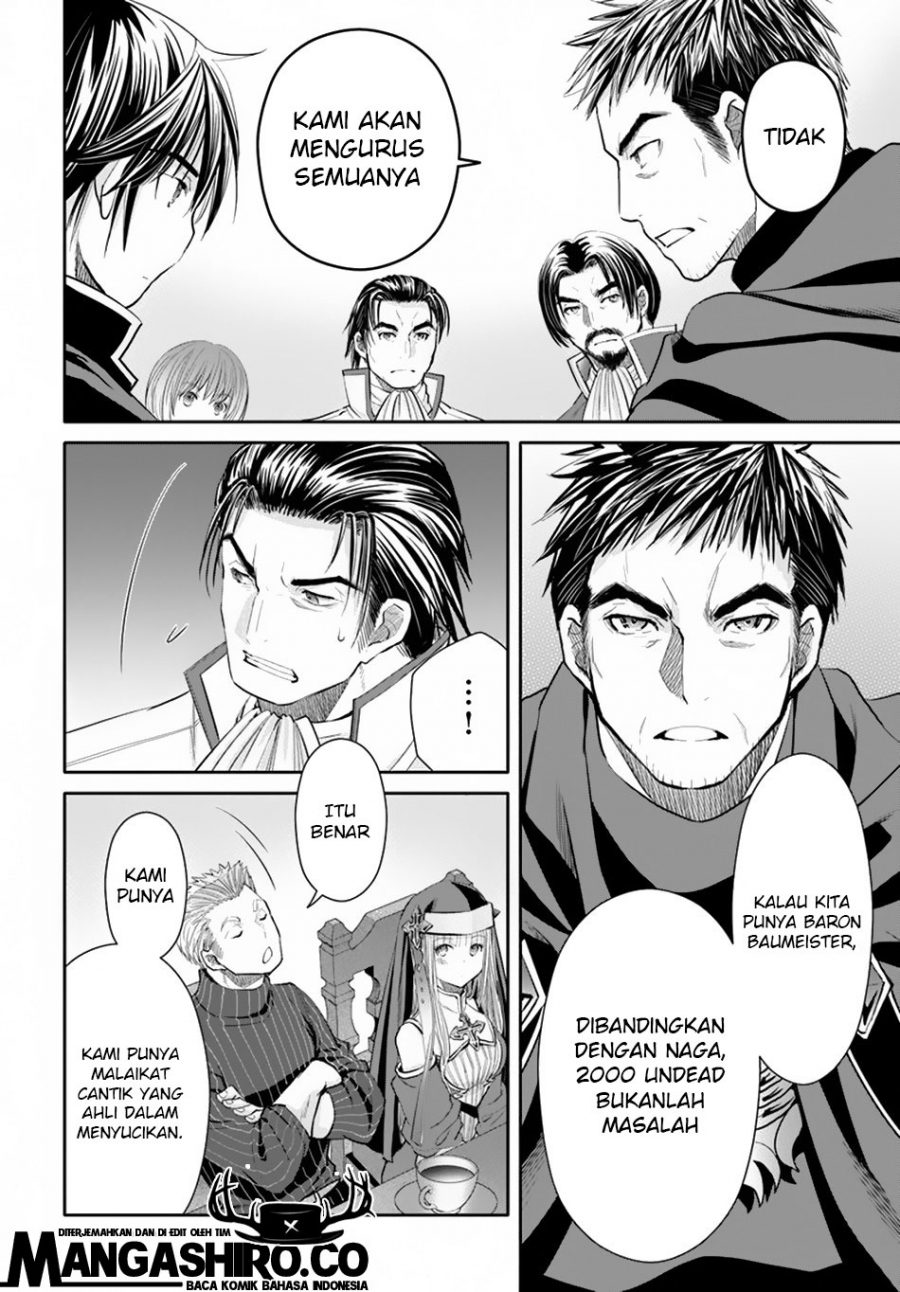 TIDAK
KAMI AKAN
MENGURUS
SEMUANYA
KALAU KITA
PUNYA BARON
BAUMEISTER,
DIBANDINGKAN
DENGAN NAGA,
2000 UNDEAD
BUKANLAH
MASALAH
...!
ITU
BENAR
KAMI
PUNYA
KAMI PUNYA
MALAIKAT
CANTIK YANG
AHLI DALAM
MENYUCIKAN.
DITERJEMAHKAN DAN DI EDIT OLEH TIM
MANGASHIRO.CO
BACA KOMIK BAHASA INDONESIA